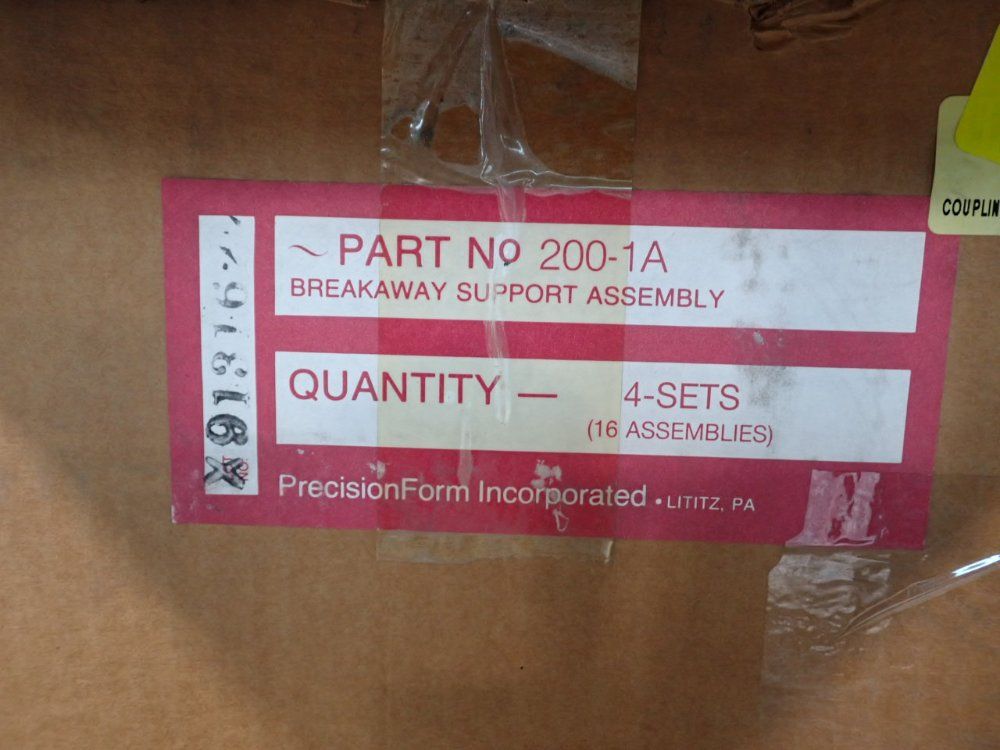 ~ PART Nº 200-1A
BREAKAWAY SUPPORT ASSEMBLY
QUANTITY — 4-SETS
(16 ASSEMBLIES)
PrecisionForm Incorporated • LITITZ, PA
COUPLIN